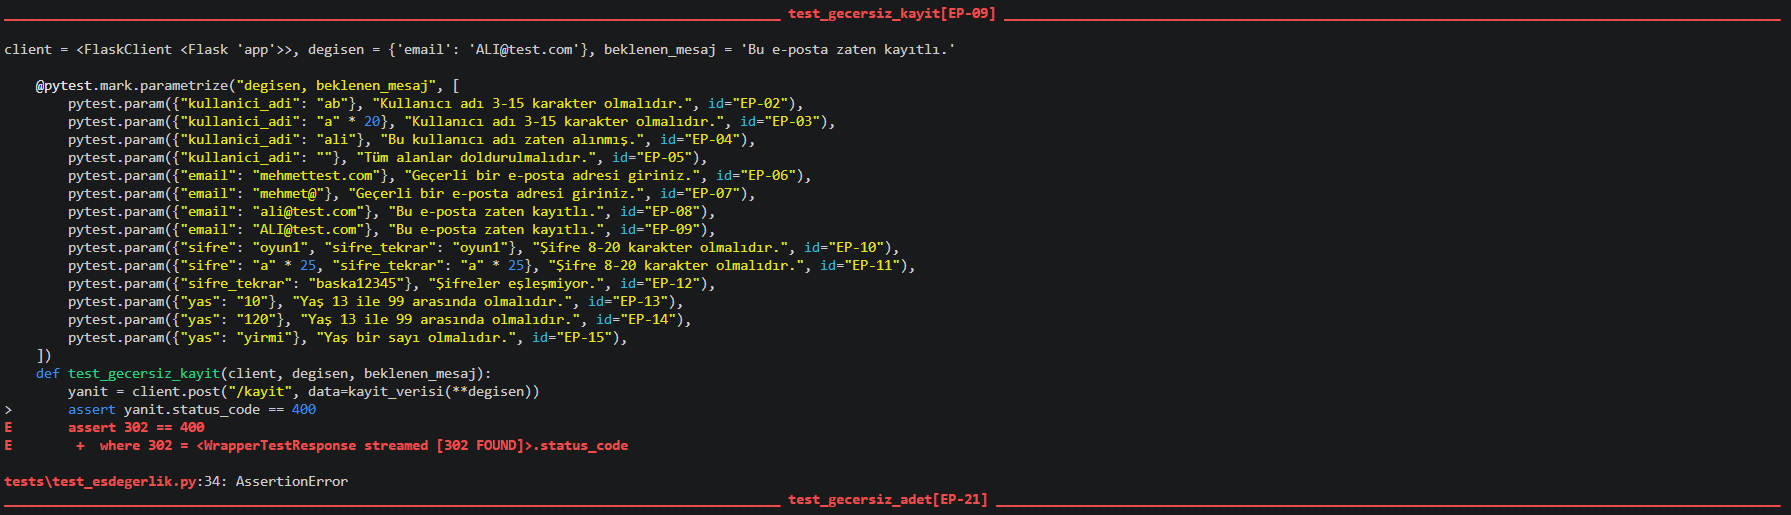 test_gecersiz_kayit[EP-09]
client = <FlaskClient <Flask 'app'>>, degisen = {'email': 'ALI@test.com'}, beklenen_mesaj = 'Bu e-posta zaten kayıtlı.'
@pytest.mark.parametrize("degisen, beklenen_mesaj", [
pytest.param({"kullanici_adi": "ab"}, "Kullanıcı adı 3-15 karakter olmalıdır.", id="EP-02"),
pytest.param({"kullanici_adi": "a" * 20}, "Kullanıcı adı 3-15 karakter olmalıdır.", id="EP-03"),
pytest.param({"kullanici_adi": "ali"}, "Bu kullanıcı adı zaten alınmış.", id="EP-04"),
pytest.param({"kullanici_adi": ""}, "Tüm alanlar doldurulmalıdır.", id="EP-05"),
pytest.param({"email": "mehmettest.com"}, "Geçerli bir e-posta adresi giriniz.", id="EP-06"),
pytest.param({"email": "mehmet@"}, "Geçerli bir e-posta adresi giriniz.", id="EP-07"),
pytest.param({"email": "ali@test.com"}, "Bu e-posta zaten kayıtlı.", id="EP-08"),
pytest.param({"email": "ALI@test.com"}, "Bu e-posta zaten kayıtlı.", id="EP-09"),
pytest.param({"sifre": "oyun1", "sifre_tekrar": "oyun1"}, "Şifre 8-20 karakter olmalıdır.", id="EP-10"),
pytest.param({"sifre": "a" * 25, "sifre_tekrar": "a" * 25}, "Şifre 8-20 karakter olmalıdır.", id="EP-11"),
pytest.param({"sifre_tekrar": "baska12345"}, "Şifreler eşleşmiyor.", id="EP-12"),
pytest.param({"yas": "10"}, "Yaş 13 ile 99 arasında olmalıdır.", id="EP-13"),
pytest.param({"yas": "120"}, "Yaş 13 ile 99 arasında olmalıdır.", id="EP-14"),
pytest.param({"yas": "yirmi"}, "Yaş bir sayı olmalıdır.", id="EP-15"),
])
def test_gecersiz_kayit(client, degisen, beklenen_mesaj):
yanit = client.post("/kayit", data=kayit_verisi(**degisen))
> assert yanit.status_code == 400
E assert 302 == 400
E + where 302 = <WrapperTestResponse streamed [302 FOUND]>.status_code
tests\test_esdegerlik.py:34: AssertionError
test_gecersiz_adet[EP-21]